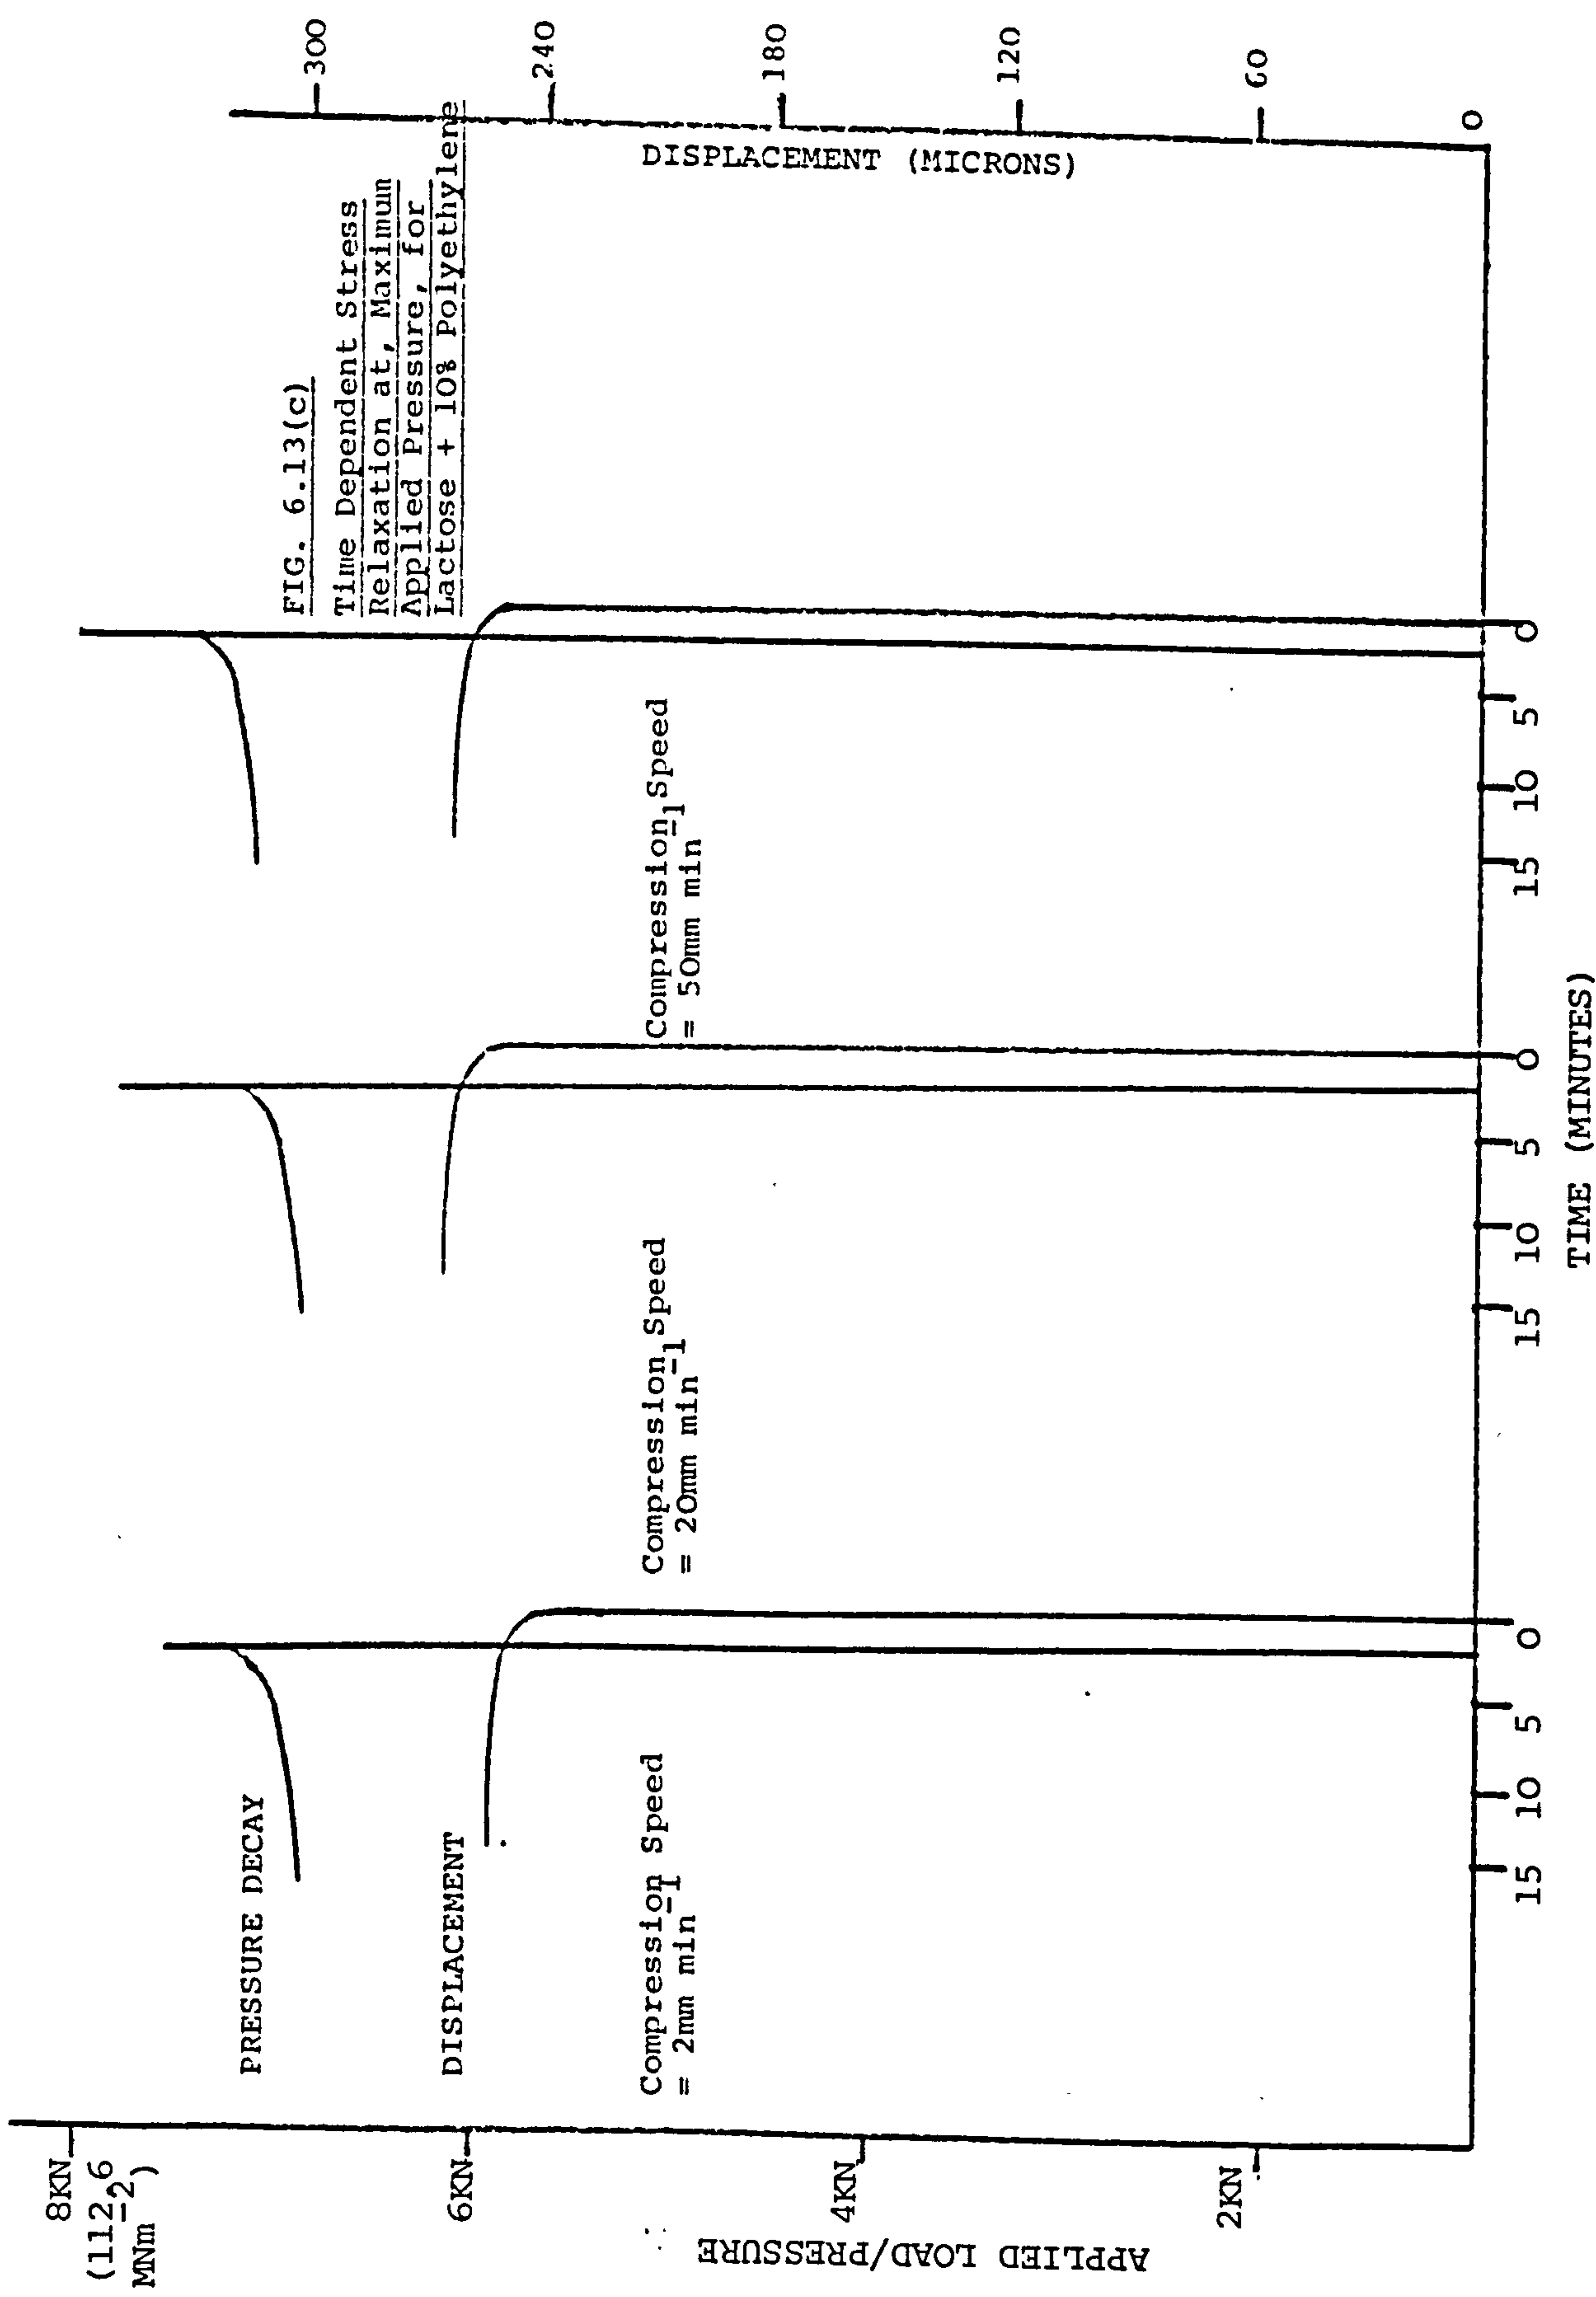 FIG. 6.13(c)
Time Dependent Stress
Relaxation at, Maximum
Applied Pressure, for
Lactose + 10% Polyethylene
8KN
(112.6
MNm⁻²)
6KN
4KN
2KN
APPLIED LOAD/PRESSURE
PRESSURE DECAY
DISPLACEMENT
Compression Speed
= 2mm min⁻¹
Compression Speed
= 20mm min⁻¹
Compression Speed
= 50mm min⁻¹
300
240
180
120
60
0
DISPLACEMENT (MICRONS)
15 10 5 0
15 10 5 0
15 10 5 0
TIME (MINUTES)